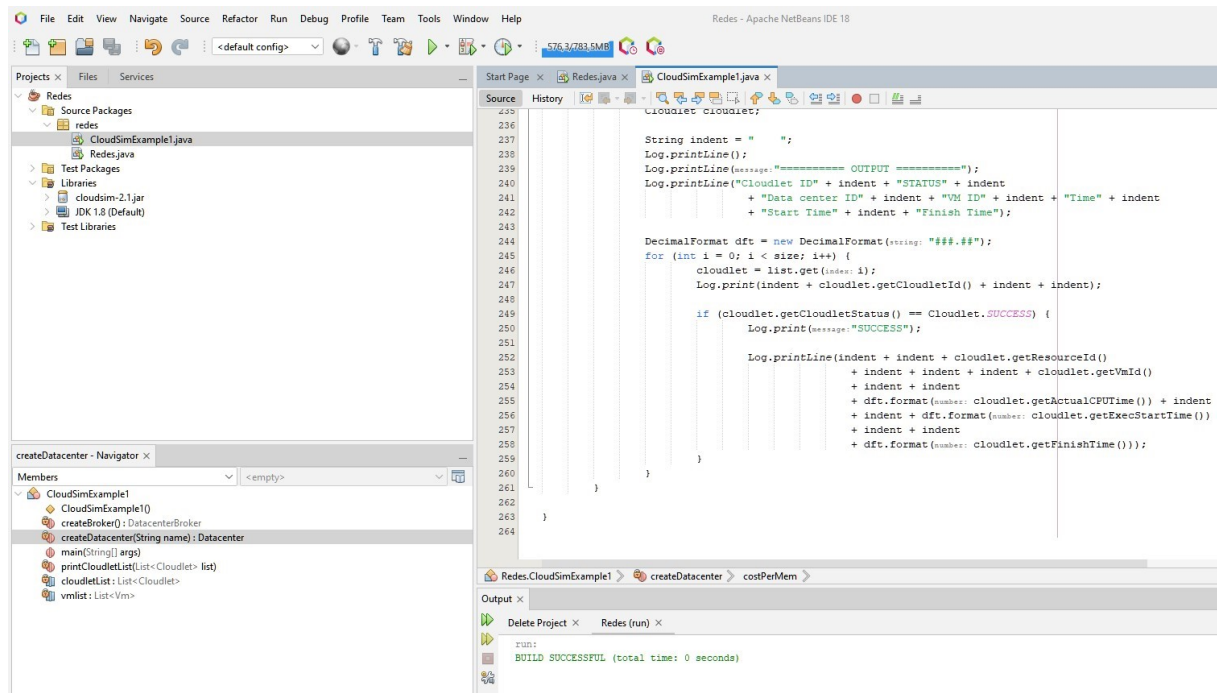 File Edit View Navigate Source Refactor Run Debug Profile Team Tools Window Help
Redes - Apache NetBeans IDE 18
<default config>
576,3/783,5MB
Projects × Files Services
Redes
Source Packages
redes
CloudSimExample1.java
Redes.java
Test Packages
Libraries
cloudsim-2.1.jar
JDK 1.8 (Default)
Test Libraries
createDatacenter - Navigator ×
Members
<empty>
CloudSimExample1
CloudSimExample1()
createBroker() : DatacenterBroker
createDatacenter(String name) : Datacenter
main(String[] args)
printCloudletList(List<Cloudlet> list)
cloudletList : List<Cloudlet>
vmlist : List<Vm>
Start Page × Redes.java × CloudSimExample1.java ×
Source History
235 Cloudlet cloudlet;
236
237 String indent = "    ";
238 Log.printLine();
239 Log.printLine(message:"========== OUTPUT ==========");
240 Log.printLine("Cloudlet ID" + indent + "STATUS" + indent
241 + "Data center ID" + indent + "VM ID" + indent + "Time" + indent
242 + "Start Time" + indent + "Finish Time");
243
244 DecimalFormat dft = new DecimalFormat(string: "###.##");
245 for (int i = 0; i < size; i++) {
246 cloudlet = list.get(index: i);
247 Log.print(indent + cloudlet.getCloudletId() + indent + indent);
248
249 if (cloudlet.getCloudletStatus() == Cloudlet.SUCCESS) {
250 Log.print(message:"SUCCESS");
251
252 Log.printLine(indent + indent + cloudlet.getResourceId()
253 + indent + indent + indent + cloudlet.getVmId()
254 + indent + indent
255 + dft.format(number: cloudlet.getActualCPUTime()) + indent
256 + indent + dft.format(number: cloudlet.getExecStartTime())
257 + indent + indent
258 + dft.format(number: cloudlet.getFinishTime()));
259 }
260 }
261 }
262
263 }
264
Redes.CloudSimExample1 createDatacenter costPerMem
Output ×
Delete Project × Redes (run) ×
run:
BUILD SUCCESSFUL (total time: 0 seconds)